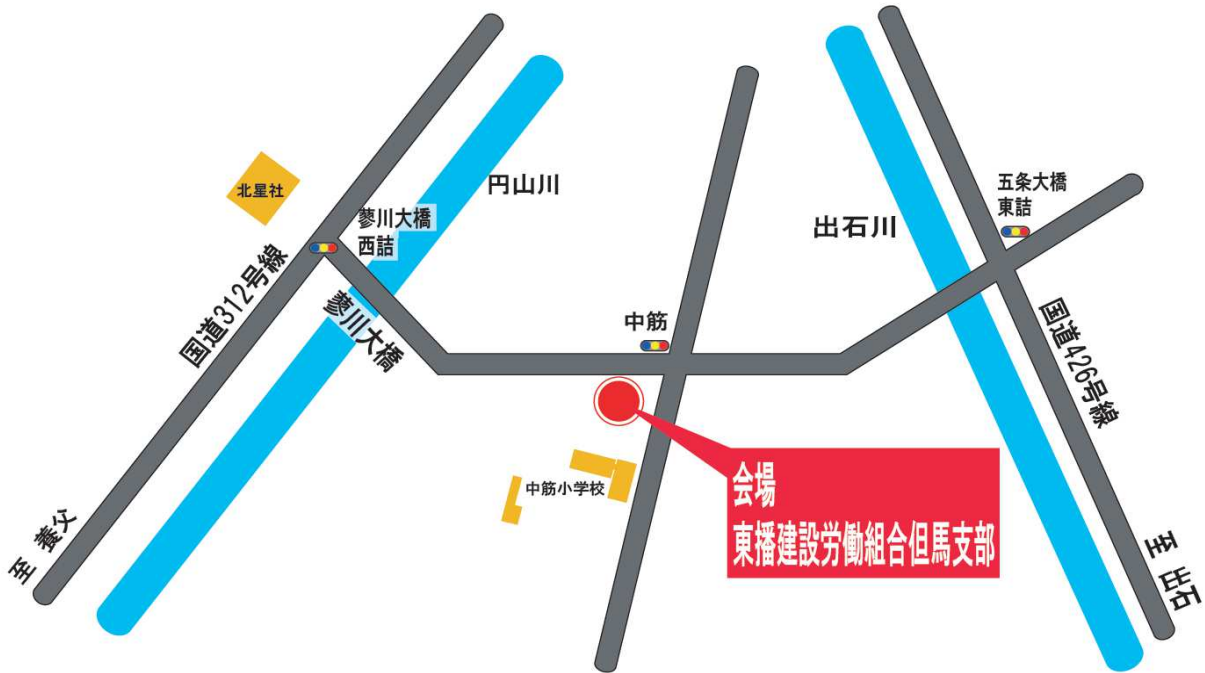 北星社
円山川
蓼川大橋
西詰
国道312号線
蓼川大橋
至 養父
中筋
出石川
五条大橋
東詰
国道426号線
至 出石
中筋小学校
会場
東播建設労働組合但馬支部